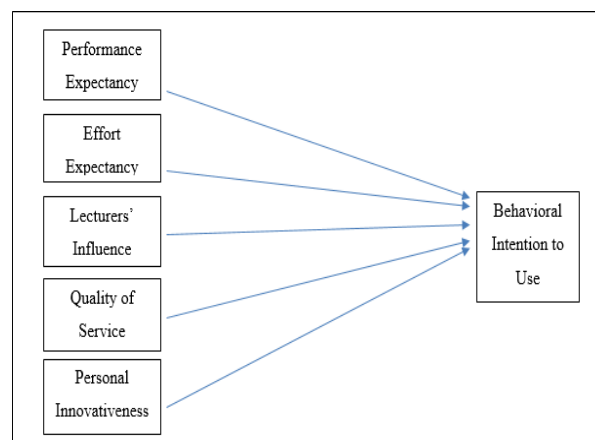 Performance
Expectancy
Effort
Expectancy
Lecturers'
Influence
Quality of
Service
Personal
Innovativeness
Behavioral
Intention to
Use